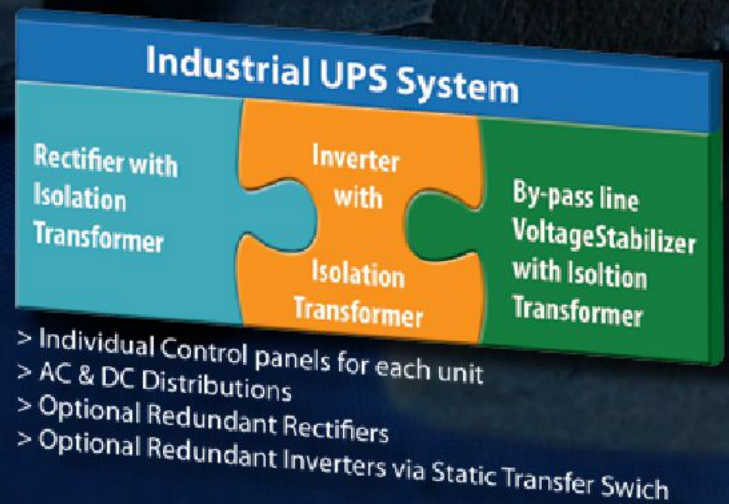 Industrial UPS System
Rectifier with
Isolation
Transformer
Inverter
with
Isolation
Transformer
By-pass line
VoltageStabilizer
with Isoltion
Transformer
> Individual Control panels for each unit
> AC & DC Distributions
> Optional Redundant Rectifiers
> Optional Redundant Inverters via Static Transfer Swich